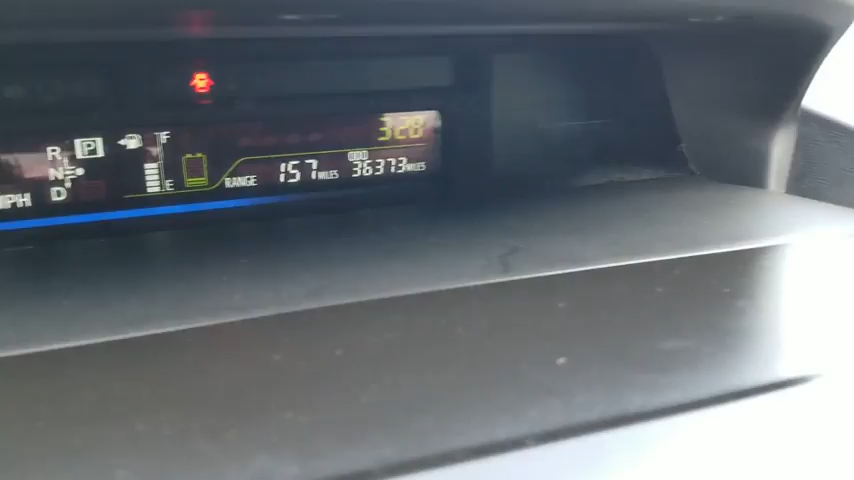 328
F
R P
N
D
E
MPH
RANGE 157 MILES
ODO
36373 MILES